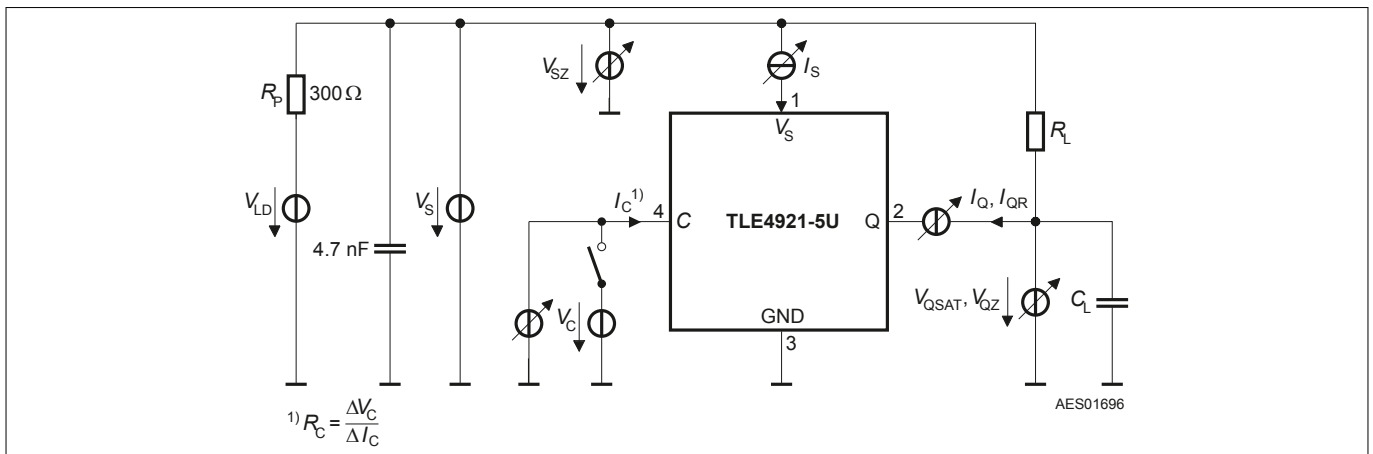 V_SZ
I_S
R_P
300 Ω
1
V_S
R_L
V_LD
V_S
I_C 1)
4
C
TLE4921-5U
Q
2
I_Q, I_QR
4.7 nF
V_C
V_QSAT, V_QZ
C_L
GND
3
AES01696
1) R_C = ΔV_C / ΔI_C